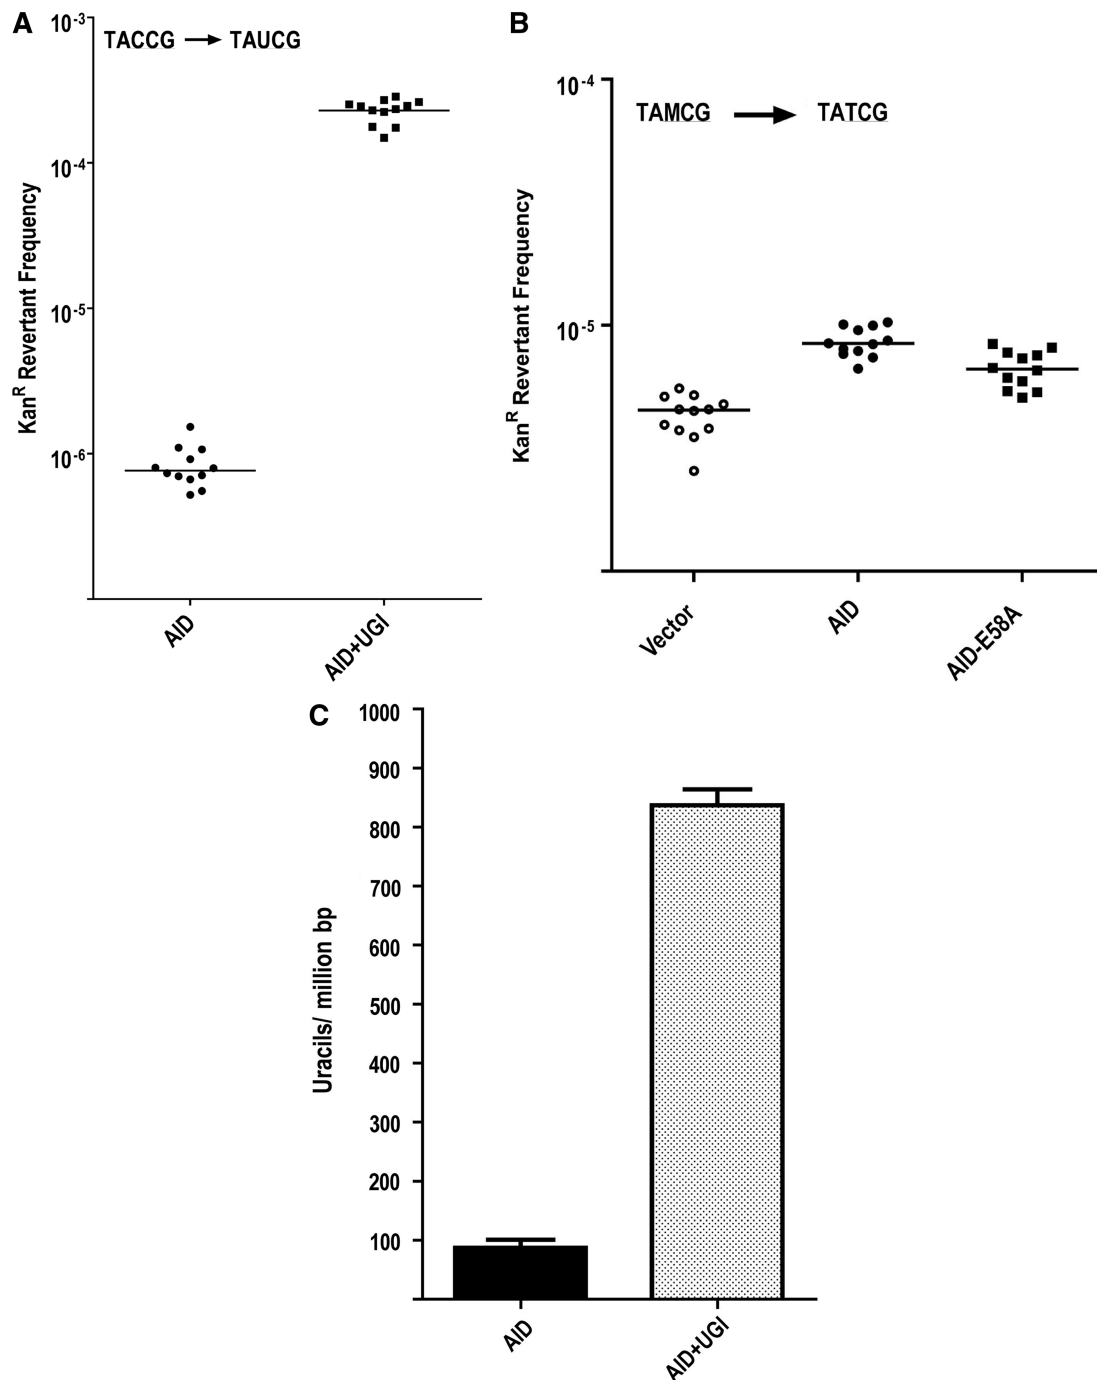 A
10-3
TACCG → TAUCG
10-4
10-5
10-6
KanR Revertant Frequency
AID
AID+UGI
B
10-4
TAMCG → TATCG
10-5
KanR Revertant Frequency
Vector
AID
AID-E58A
C
1000
900
800
700
600
500
400
300
200
100
Uracils/ million bp
AID
AID+UGI